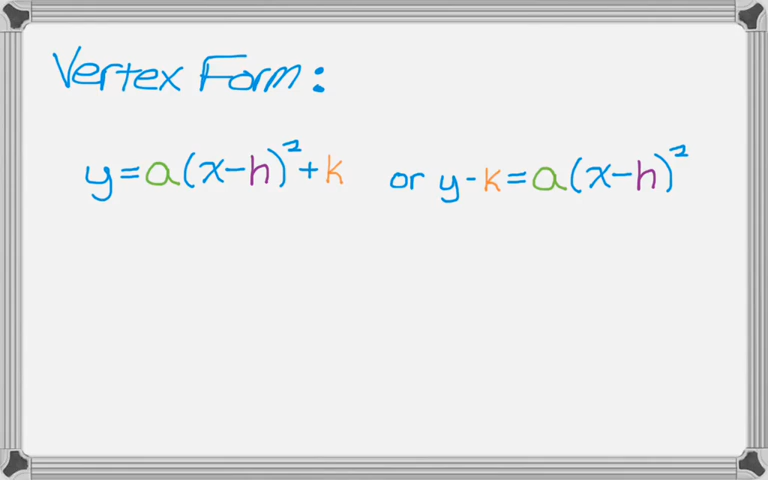 Vertex Form:
y=a(x-h)²+k or y-k=a(x-h)²